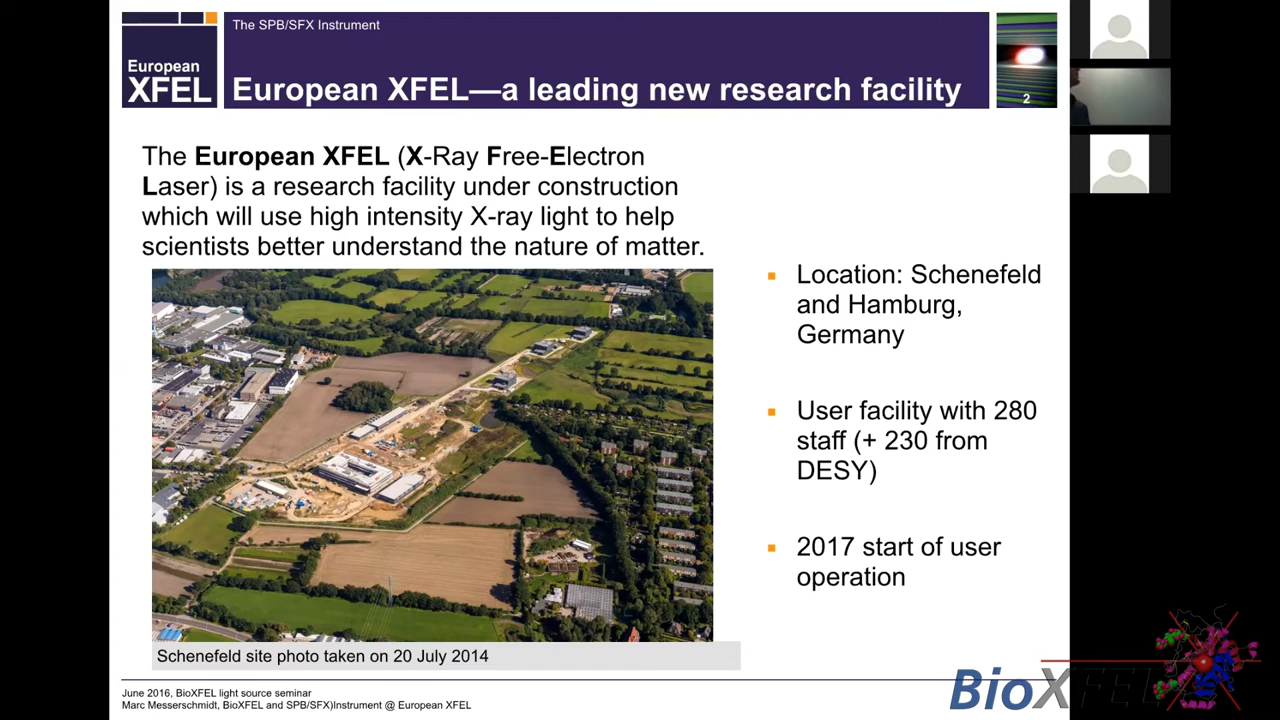 The SPB/SFX Instrument
European
XFEL
European XFEL—a leading new research facility
2
The European XFEL (X-Ray Free-Electron
Laser) is a research facility under construction
which will use high intensity X-ray light to help
scientists better understand the nature of matter.
Location: Schenefeld
and Hamburg,
Germany
User facility with 280
staff (+ 230 from
DESY)
2017 start of user
operation
Schenefeld site photo taken on 20 July 2014
June 2016, BioXFEL light source seminar
Marc Messerschmidt, BioXFEL and SPB/SFX)Instrument @ European XFEL
BioXFEL